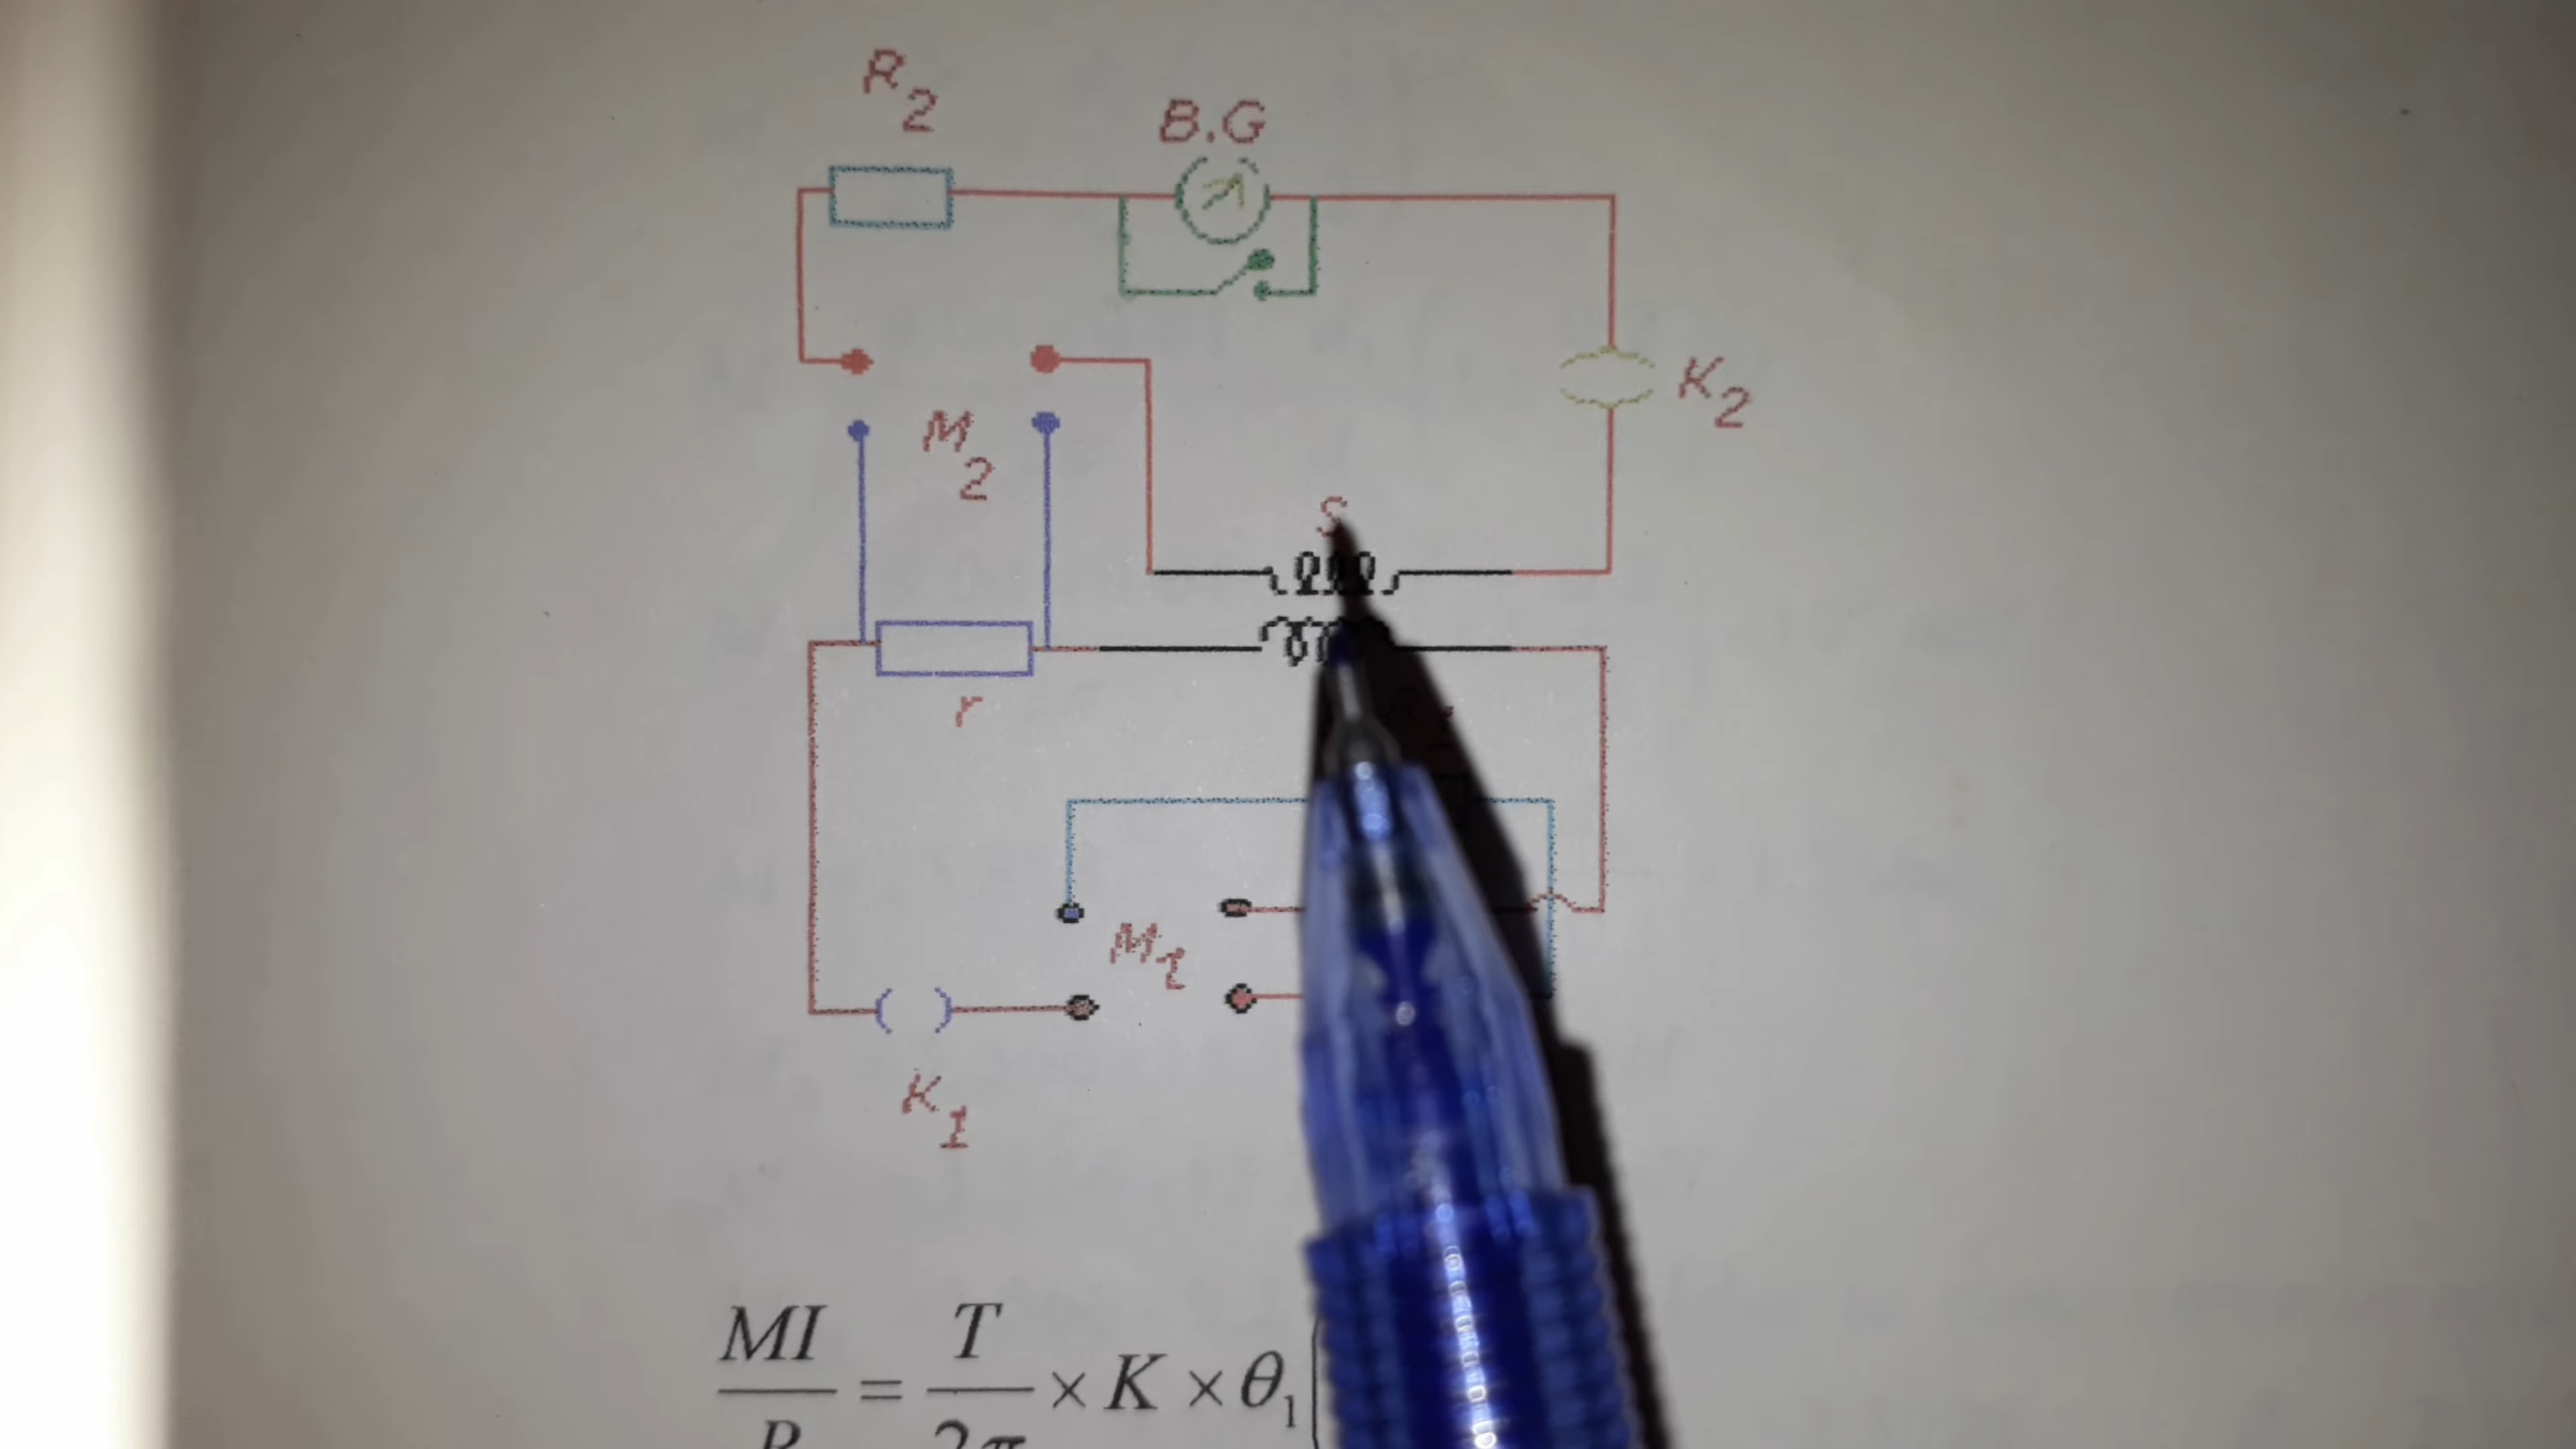 R2
B.G
K2
M2
S
r
M1
K1
MI = T × K × θ1
2π